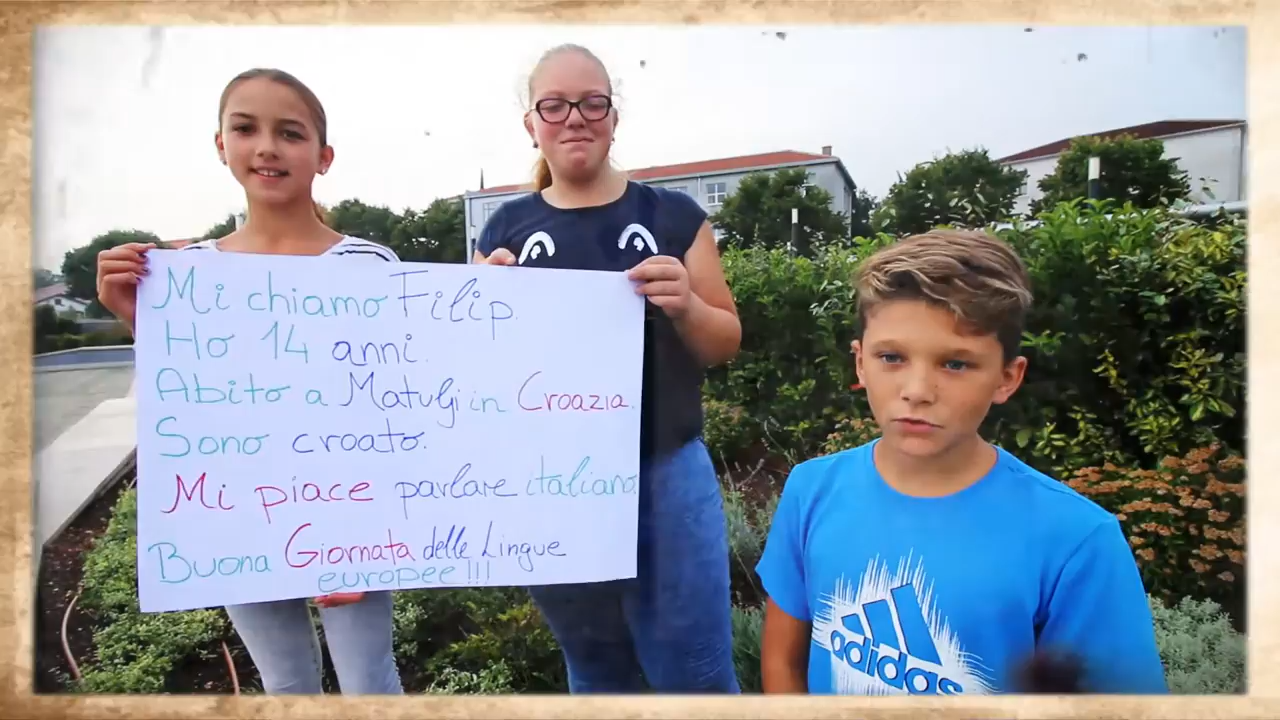 Mi chiamo Filip.
Ho 14 anni.
Abito a Matulji in Croazia.
Sono croato.
Mi piace parlare italiano.
Buona Giornata delle Lingue
europee!!!
adidas